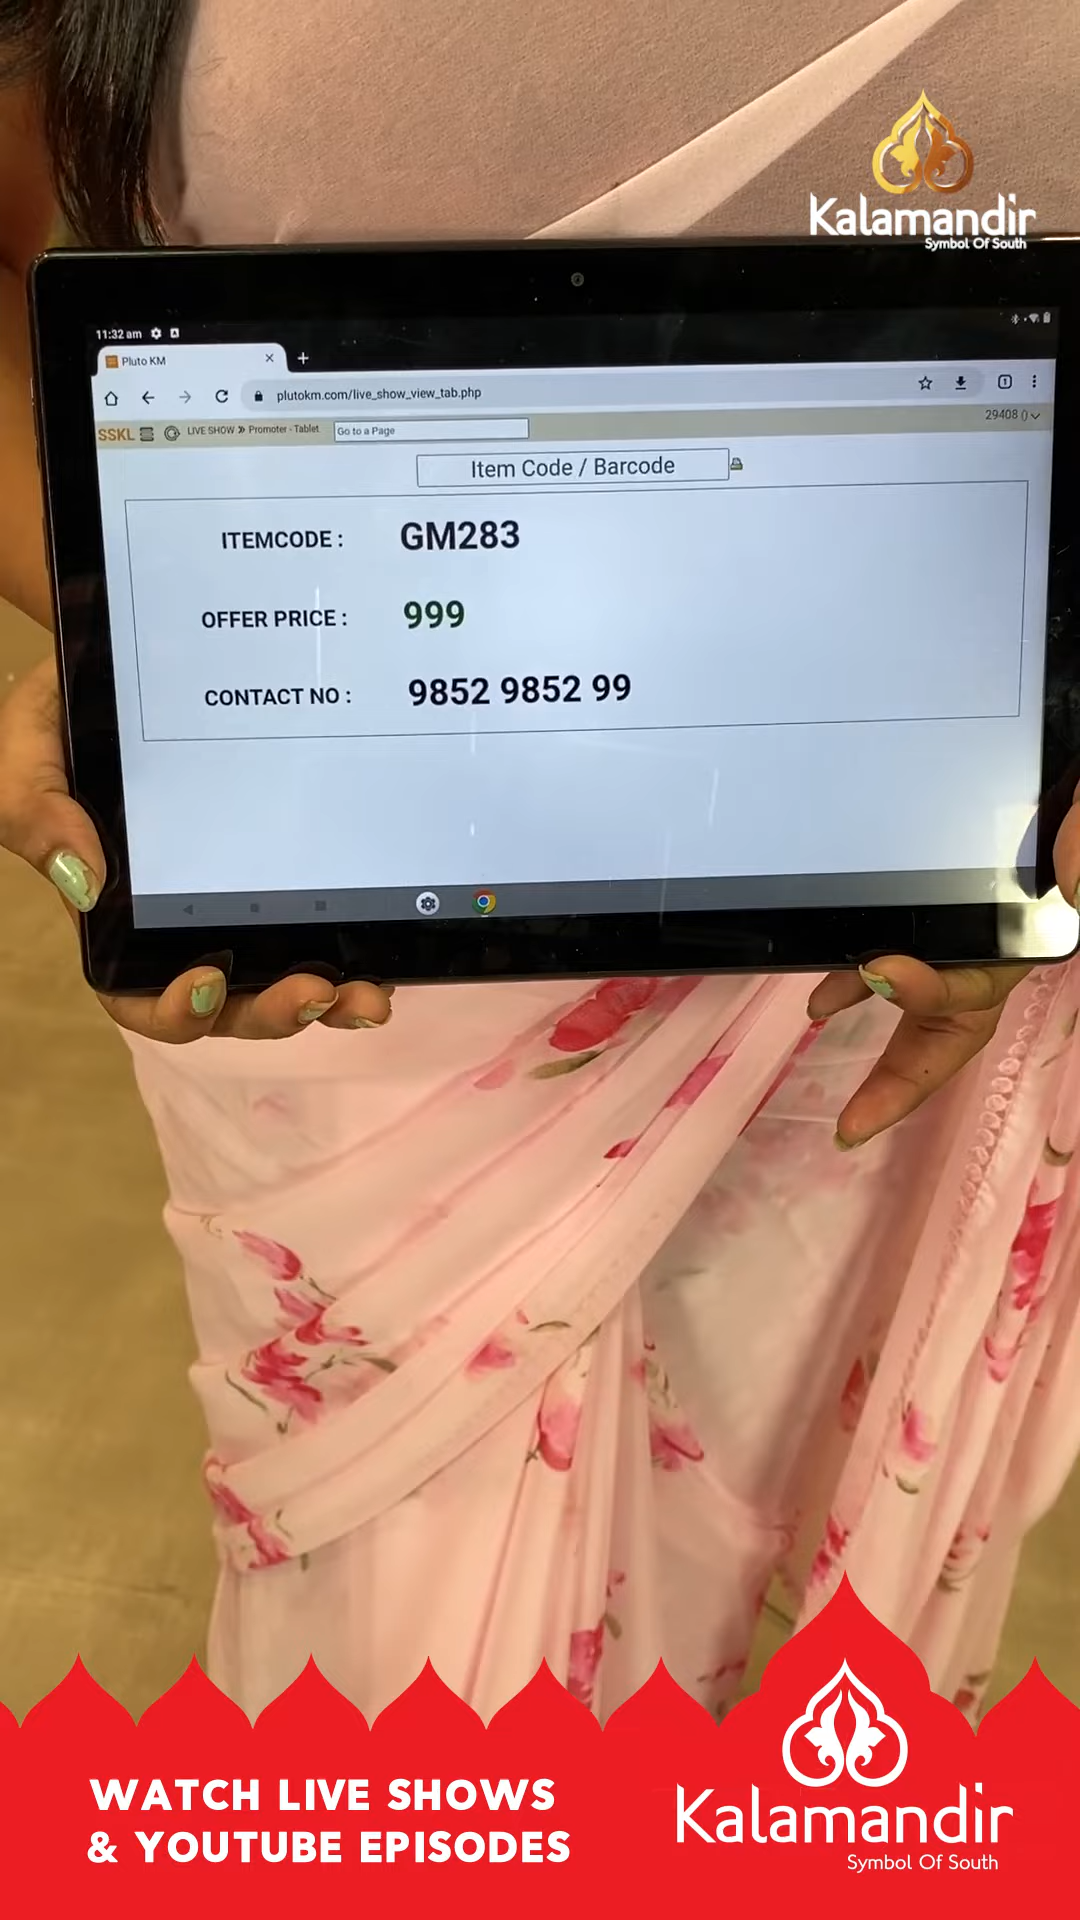 Kalamandir
Symbol Of South
11:32 am
Pluto KM
plutokm.com/live_show_view_tab.php
29408 ()
SSKL LIVE SHOW » Promoter - Tablet Go to a Page
Item Code / Barcode
ITEMCODE : GM283
OFFER PRICE : 999
CONTACT NO : 9852 9852 99
WATCH LIVE SHOWS
& YOUTUBE EPISODES
Kalamandir
Symbol Of South